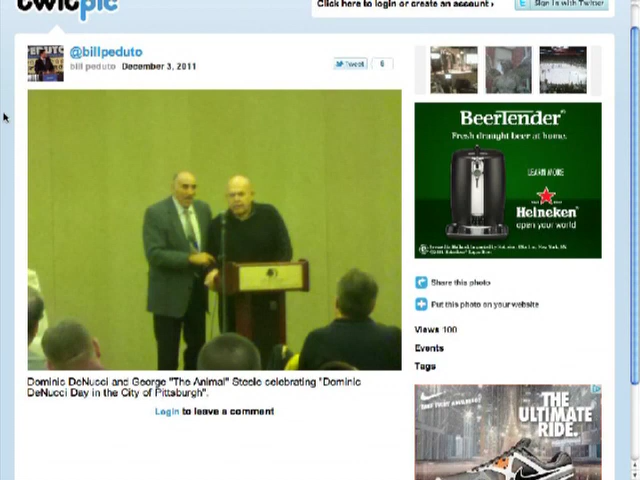 twitpic
Click here to login or create an account ›
Sign in with Twitter
@billpeduto
bill peduto December 3, 2011
Tweet
BeerTender
Fresh draught beer at home.
LEARN MORE
Heineken
open your world
Share this photo
Put this photo on your website
Views 100
Events
Tags
Dominic DeNucci and George "The Animal" Steele celebrating "Dominic
DeNucci Day in the City of Pittsburgh".
Login to leave a comment
THE
ULTIMATE
RIDE.